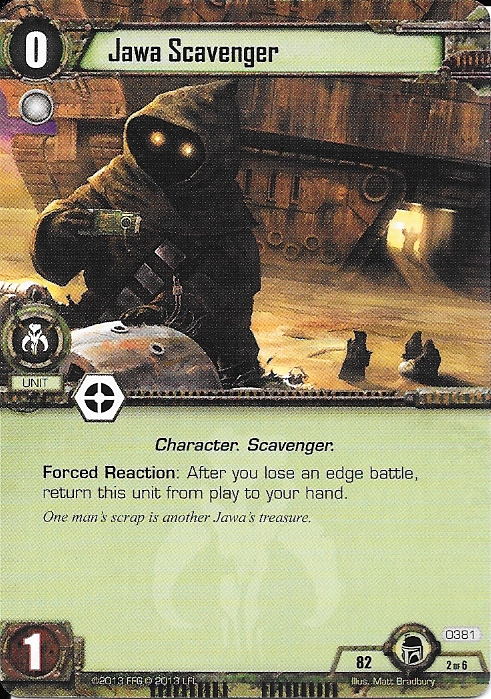 0
Jawa Scavenger
UNIT
Character. Scavenger.
Forced Reaction: After you lose an edge battle,
return this unit from play to your hand.
One man's scrap is another Jawa's treasure.
1
0381
82
2 OF 6
©2013 FFG © 2013 LFL
Illus. Matt Bradbury